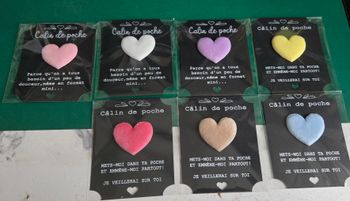 Calin de poche
Parce qu'on a tous
besoin d'un peu de
douceur,même en format
mini...
Calin de poche
Parce qu'on a tous
besoin d'un peu de
douceur,même en format
mini...
Calin de poche
Parce qu'on a tous
besoin d'un peu de
douceur,même en format
mini...
Câlin de poche
METS-MOI DANS TA POCHE
ET EMMÈNE-MOI PARTOUT!
JE VEILLERAI SUR TOI
Câlin de poche
METS-MOI DANS TA POCHE
ET EMMÈNE-MOI PARTOUT!
JE VEILLERAI SUR TOI
Câlin de poche
METS-MOI DANS TA POCHE
ET EMMÈNE-MOI PARTOUT!
JE VEILLERAI SUR TOI
Câlin de poche
METS-MOI DANS TA POCHE
ET EMMÈNE-MOI PARTOUT!
JE VEILLERAI SUR TOI